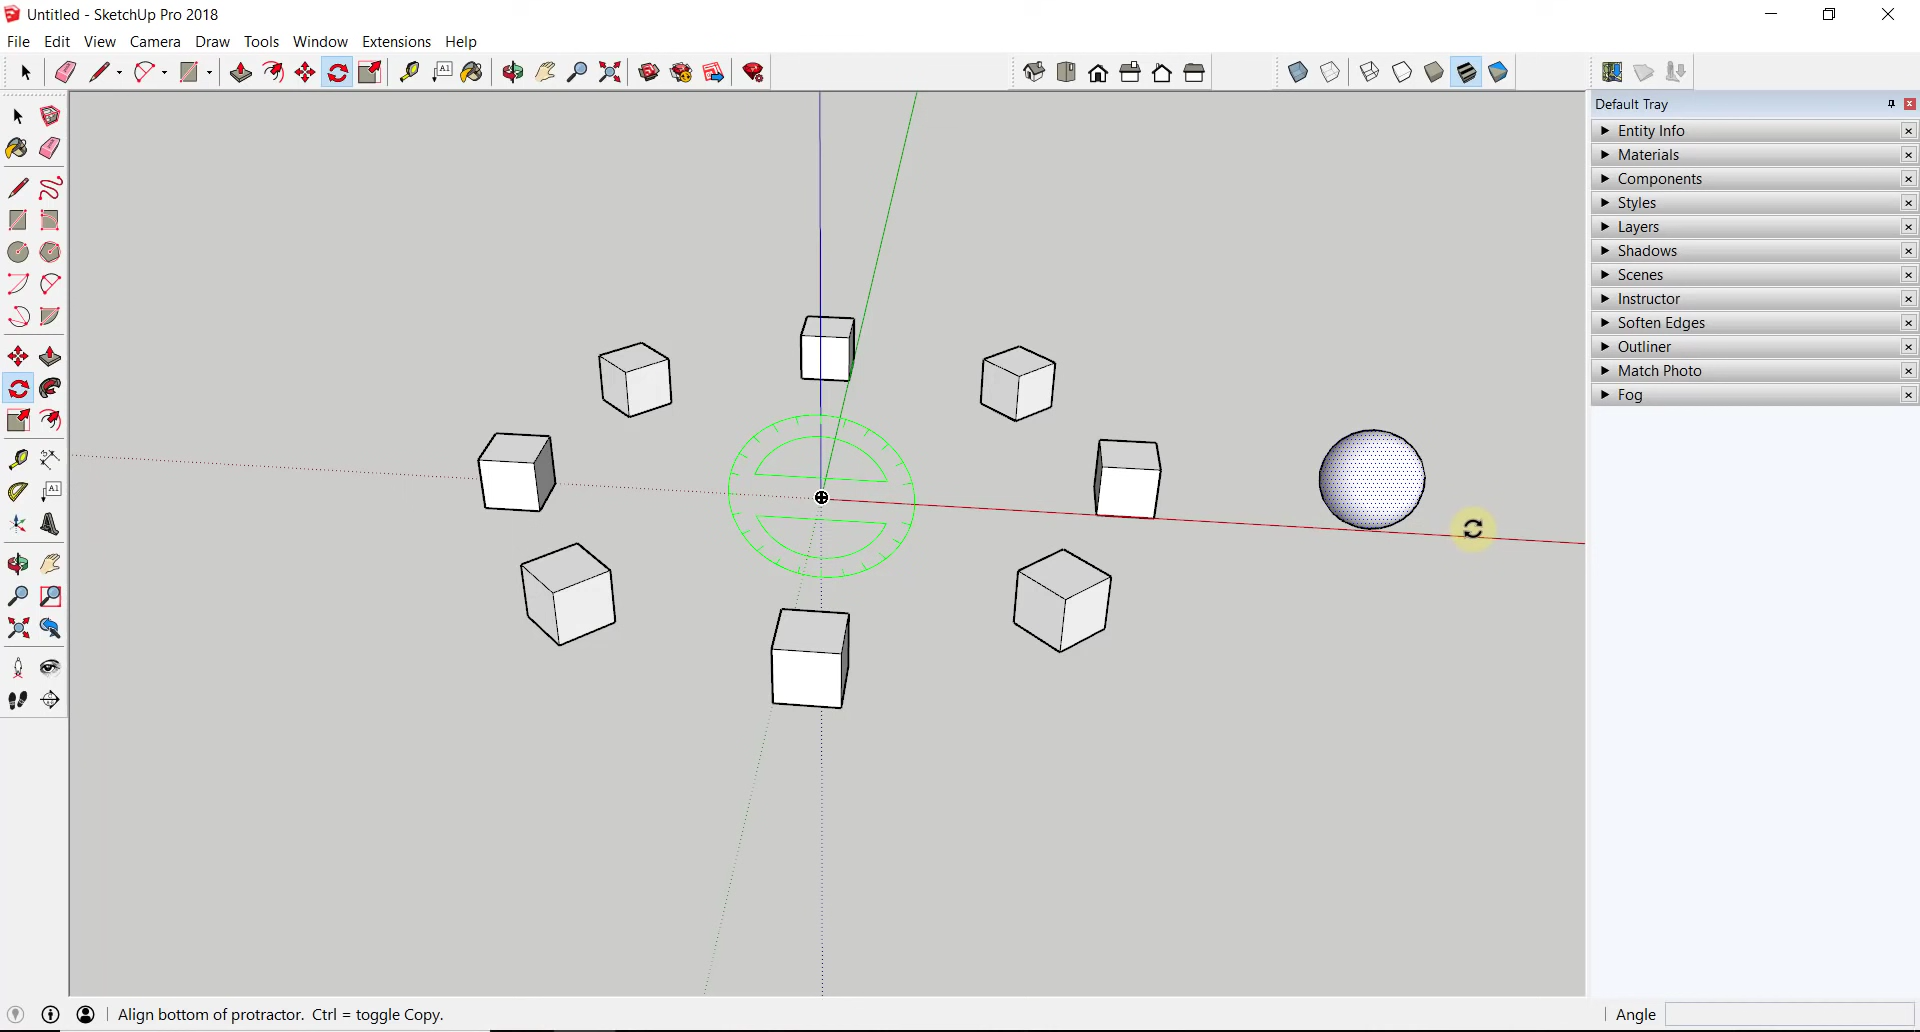 Untitled - SketchUp Pro 2018
File Edit View Camera Draw Tools Window Extensions Help
A1
Default Tray
Entity Info
Materials
Components
Styles
Layers
Shadows
Scenes
Instructor
Soften Edges
Outliner
Match Photo
Fog
A1
Align bottom of protractor. Ctrl = toggle Copy.
Angle